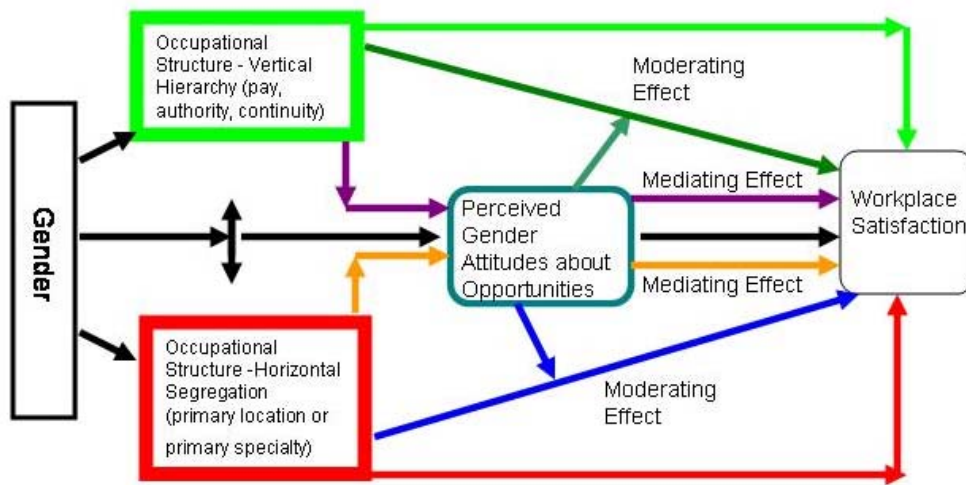 Gender
Occupational
Structure - Vertical
Hierarchy (pay,
authority, continuity)
Moderating
Effect
Perceived
Gender
Attitudes about
Opportunities
Mediating Effect
Mediating Effect
Workplace
Satisfaction
Occupational
Structure -Horizontal
Segregation
(primary location or
primary specialty)
Moderating
Effect